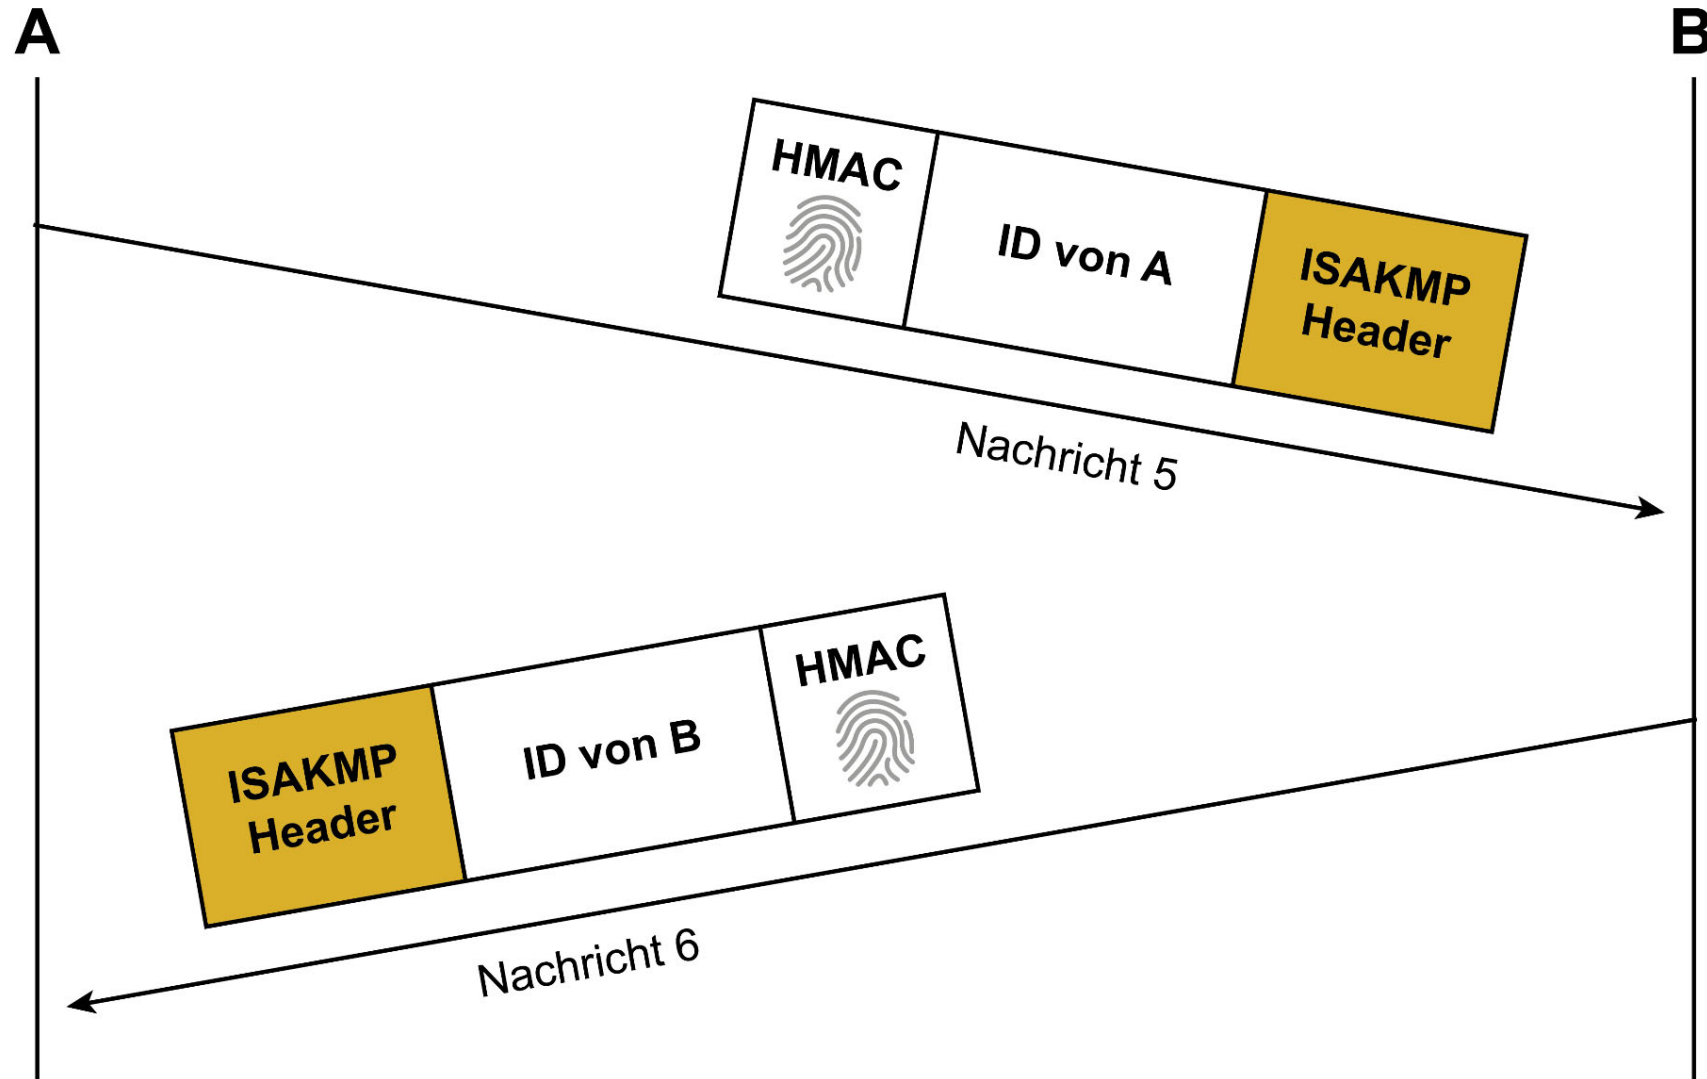 A
B
HMAC
ID von A
ISAKMP
Header
Nachricht 5
HMAC
ID von B
ISAKMP
Header
Nachricht 6